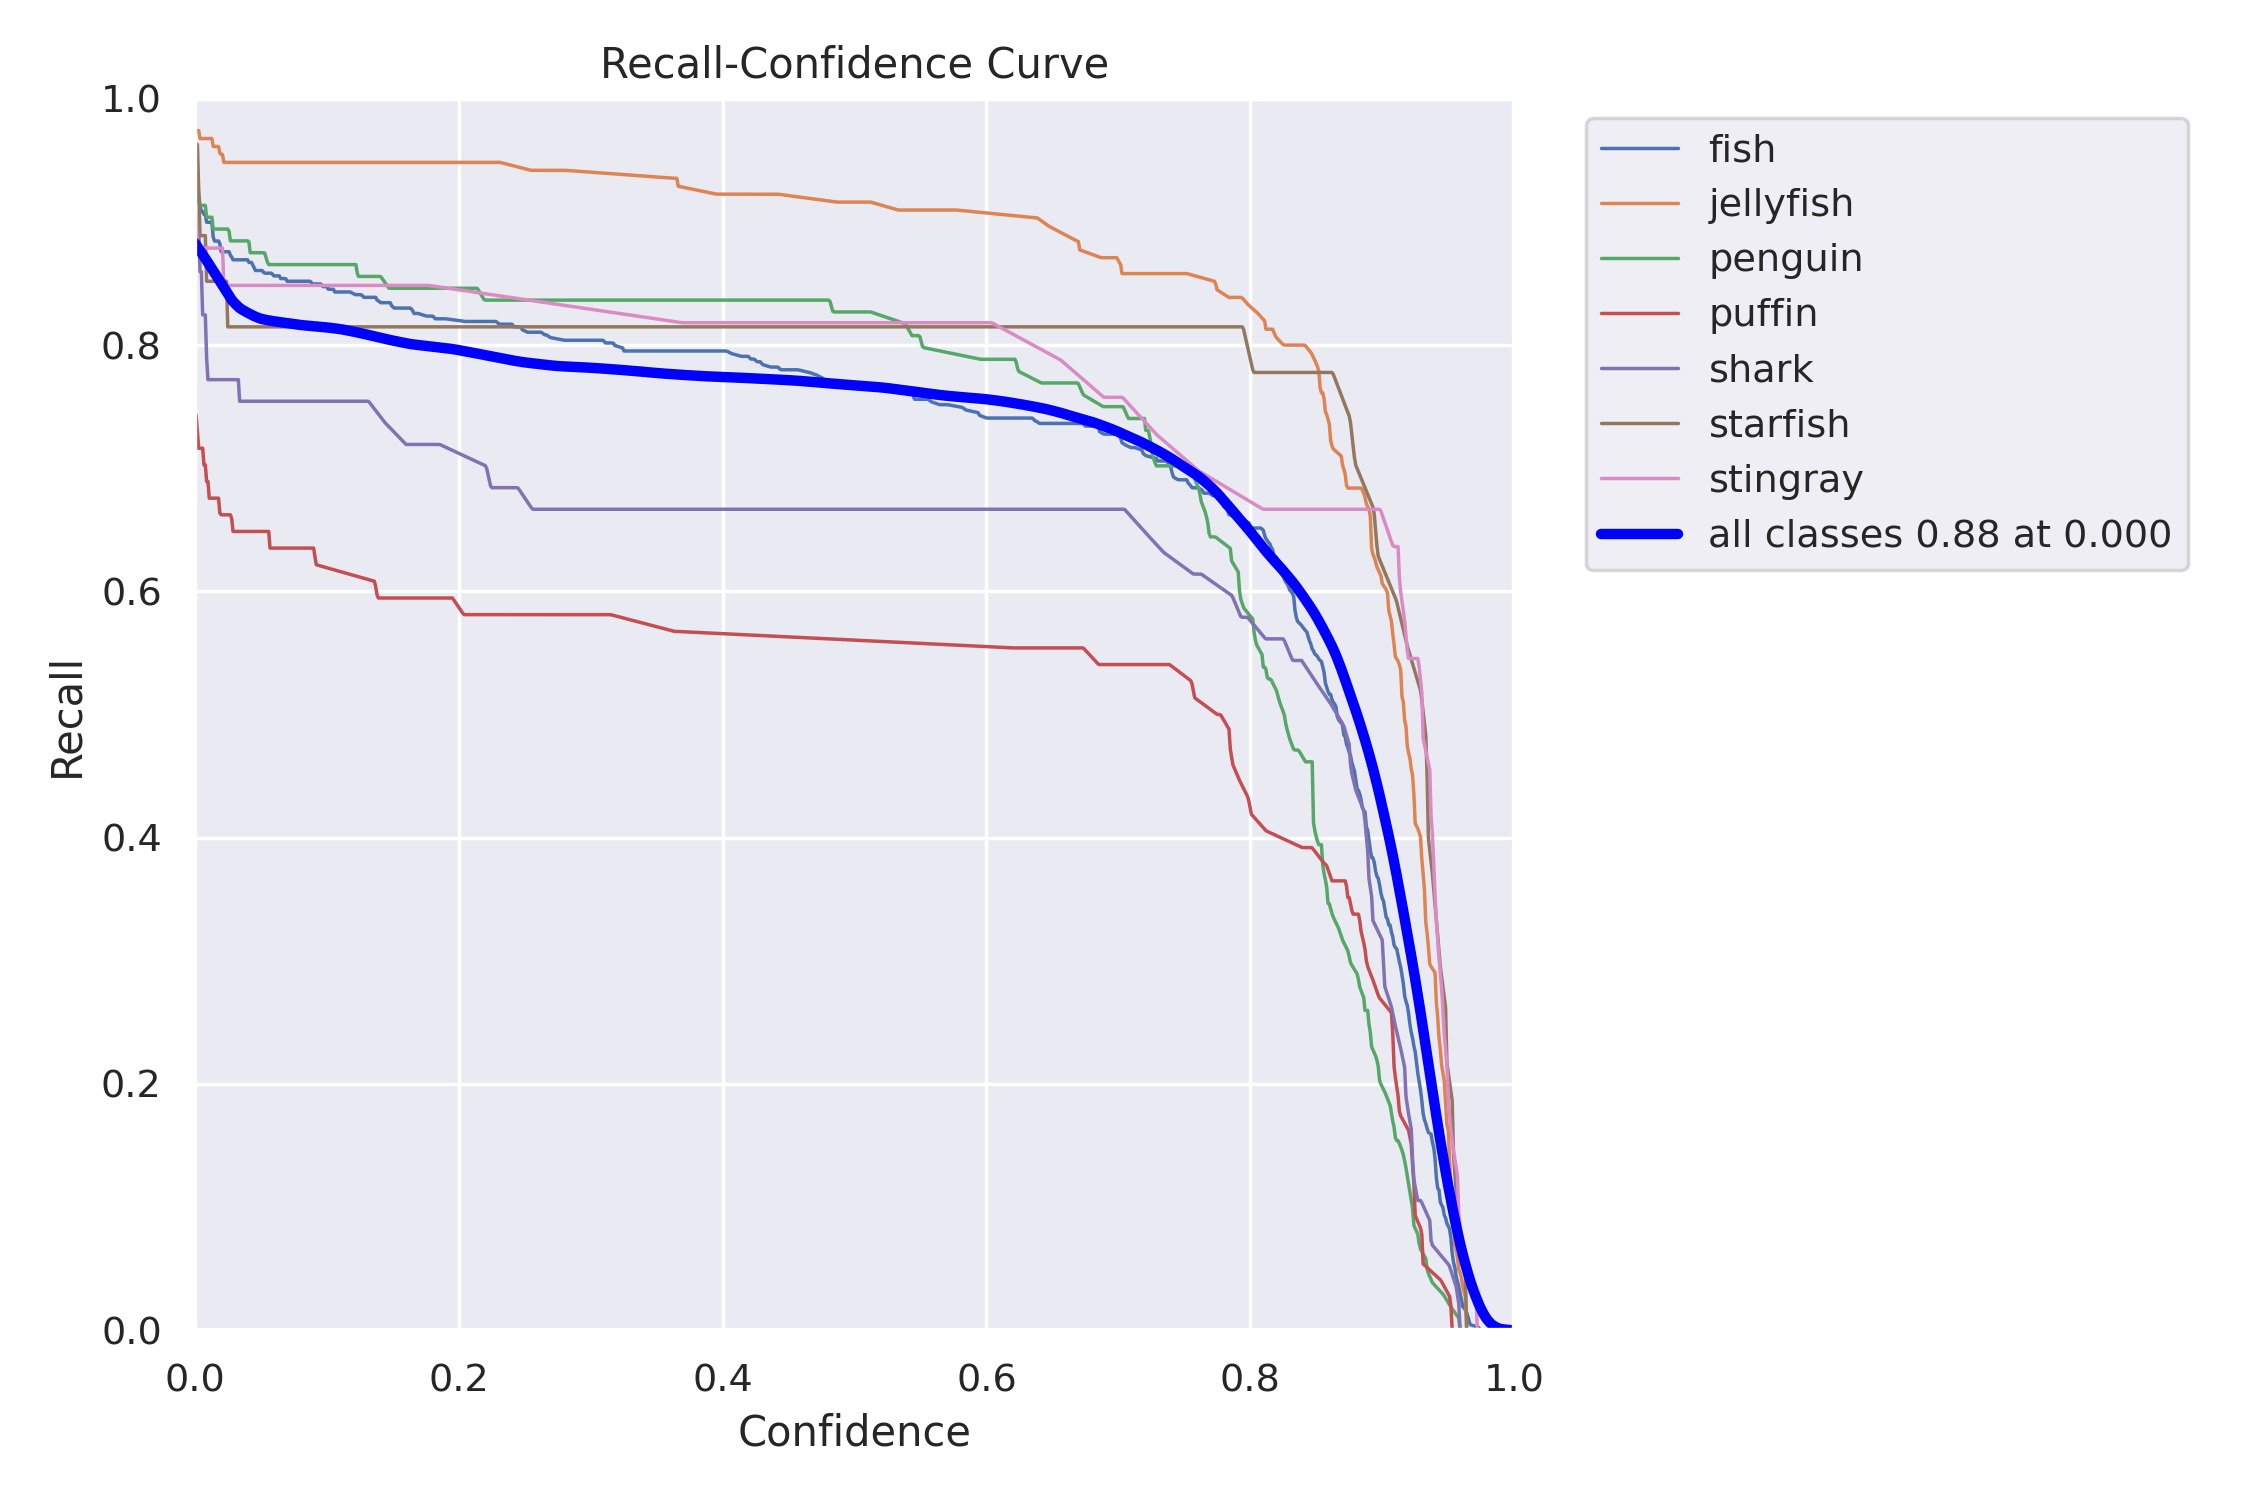 Recall-Confidence Curve
1.0
0.8
0.6
0.4
0.2
0.0
Recall
0.0 0.2 0.4 0.6 0.8 1.0
Confidence
fish
jellyfish
penguin
puffin
shark
starfish
stingray
all classes 0.88 at 0.000